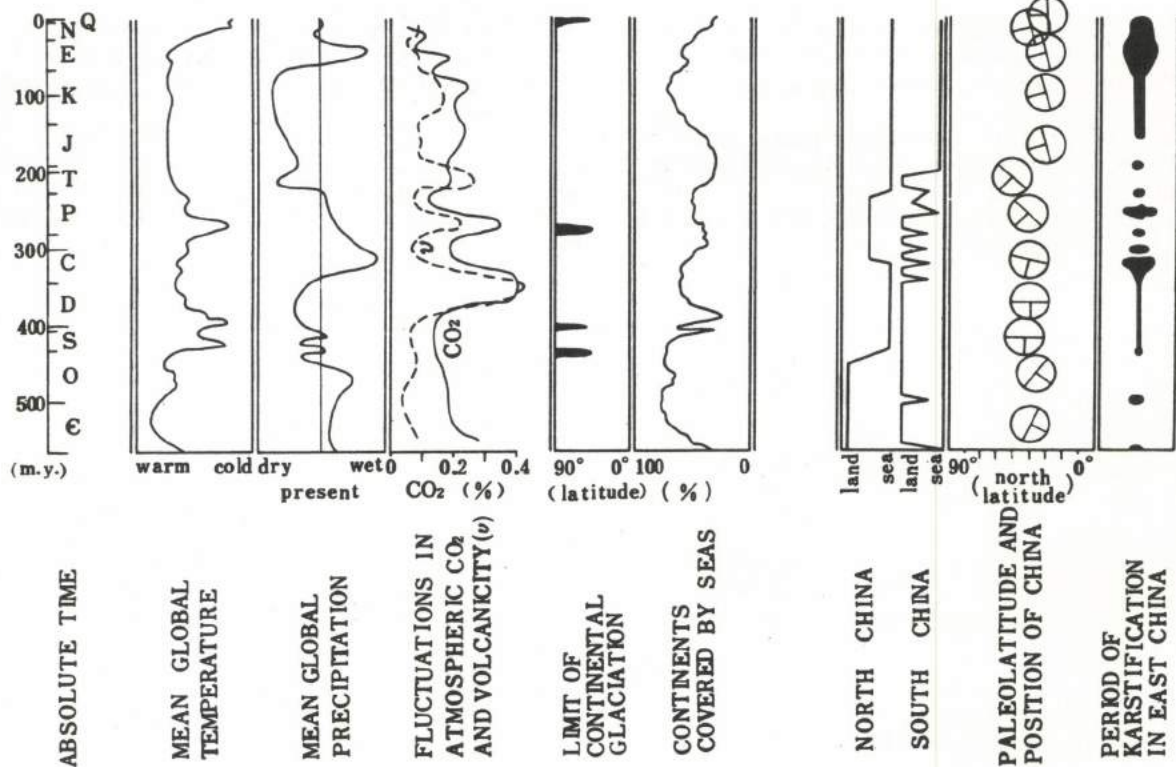 0 N Q
E
100 K
J
200 T
P
300 C
D
400 S
O
500 Є
(m.y.)
warm cold
dry wet
present
υ
CO₂
0 0.2 0.4
CO₂ (%)
90° 0°
(latitude)
100 0
(%)
land sea
land sea
90° 0°
(north latitude)
ABSOLUTE TIME
MEAN GLOBAL
TEMPERATURE
MEAN GLOBAL
PRECIPITATION
FLUCTUATIONS IN
ATMOSPHERIC CO₂
AND VOLCANICITY(υ)
LIMIT OF
CONTINENTAL
GLACIATION
CONTINENTS
COVERED BY SEAS
NORTH CHINA
SOUTH CHINA
PALEOLATITUDE AND
POSITION OF CHINA
PERIOD OF
KARSTIFICATION
IN EAST CHINA